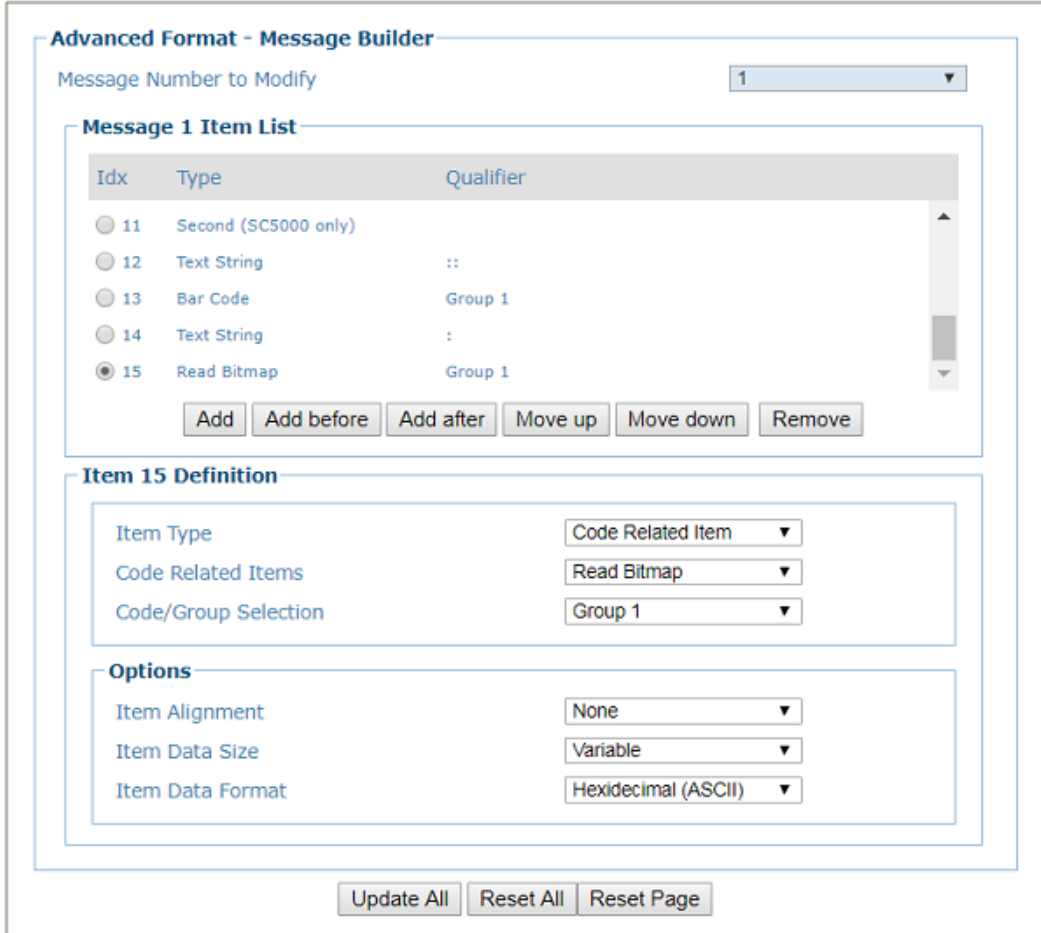 Advanced Format - Message Builder
Message Number to Modify 1
Message 1 Item List
Idx Type Qualifier
11 Second (SC5000 only)
12 Text String ::
13 Bar Code Group 1
14 Text String :
15 Read Bitmap Group 1
Add Add before Add after Move up Move down Remove
Item 15 Definition
Item Type Code Related Item
Code Related Items Read Bitmap
Code/Group Selection Group 1
Options
Item Alignment None
Item Data Size Variable
Item Data Format Hexidecimal (ASCII)
Update All Reset All Reset Page